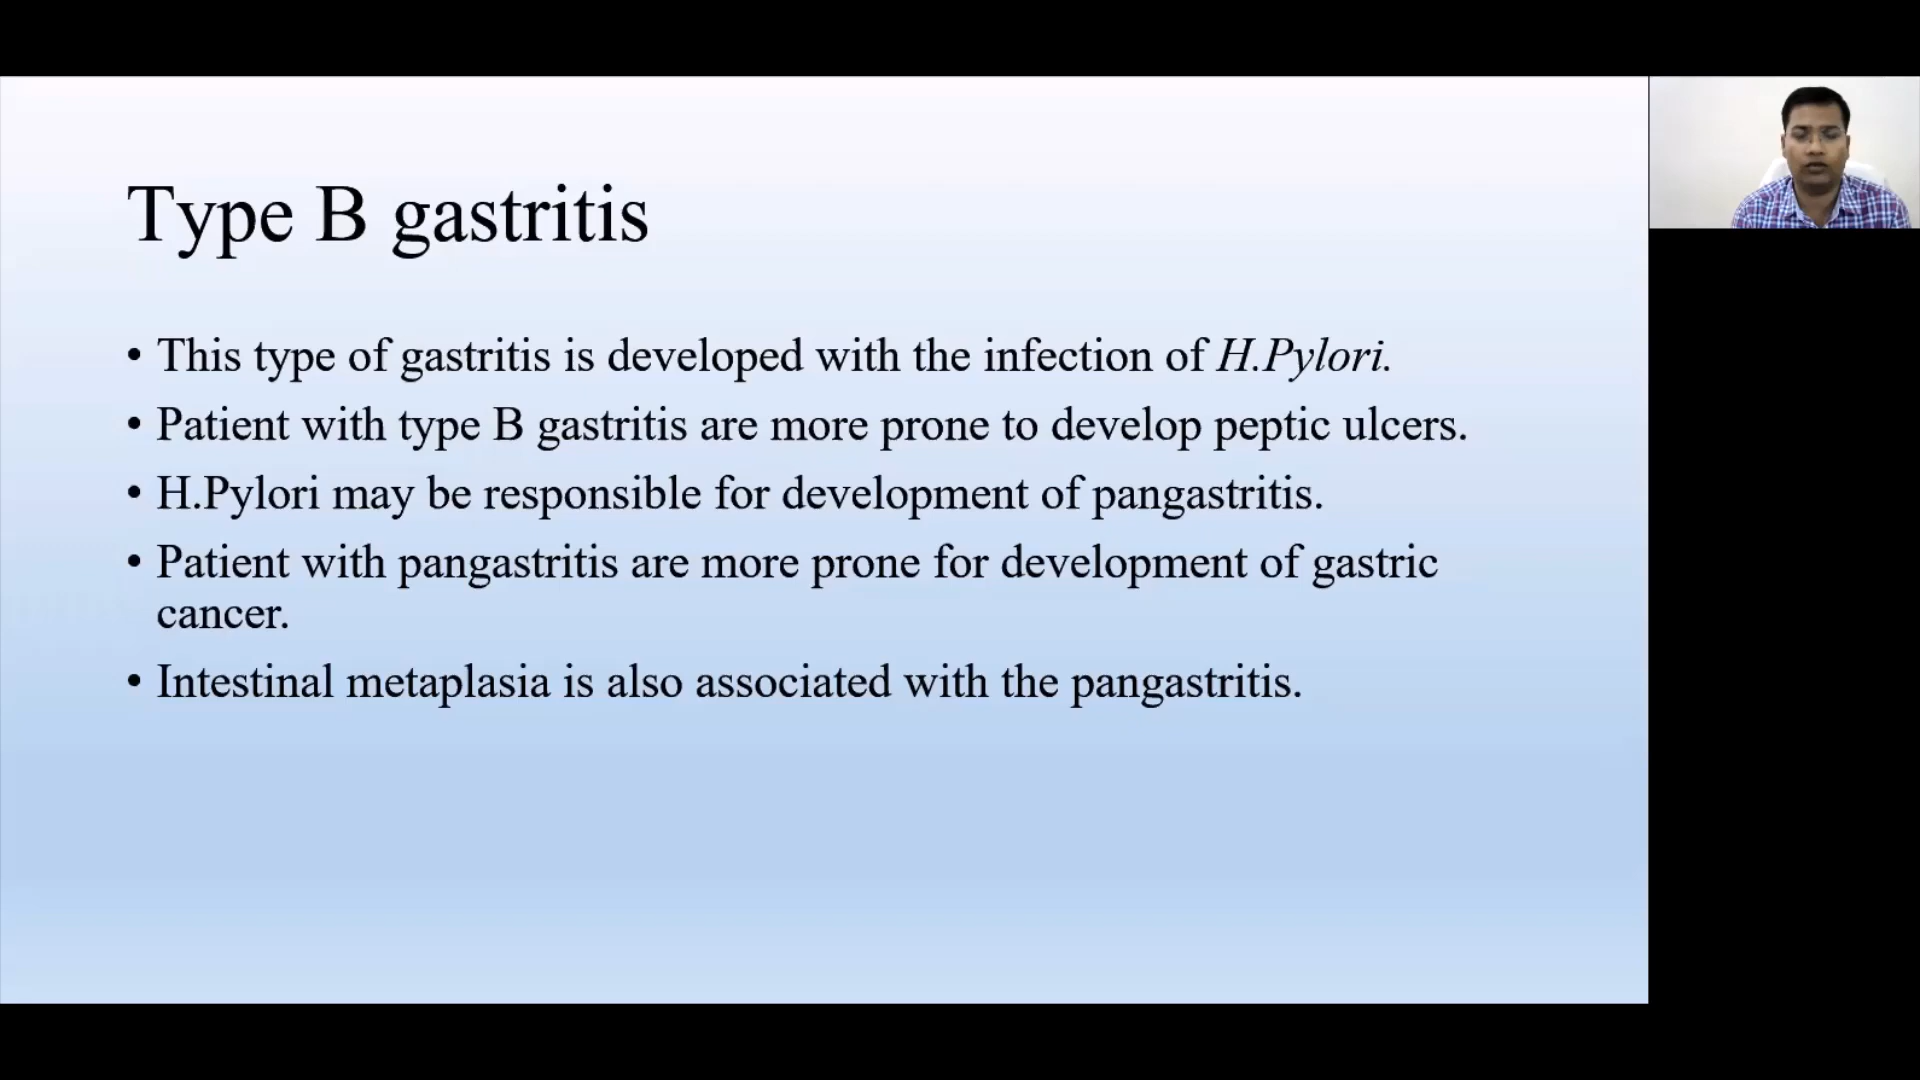 Type B gastritis
• This type of gastritis is developed with the infection of H.Pylori.
• Patient with type B gastritis are more prone to develop peptic ulcers.
• H.Pylori may be responsible for development of pangastritis.
• Patient with pangastritis are more prone for development of gastric
cancer.
• Intestinal metaplasia is also associated with the pangastritis.